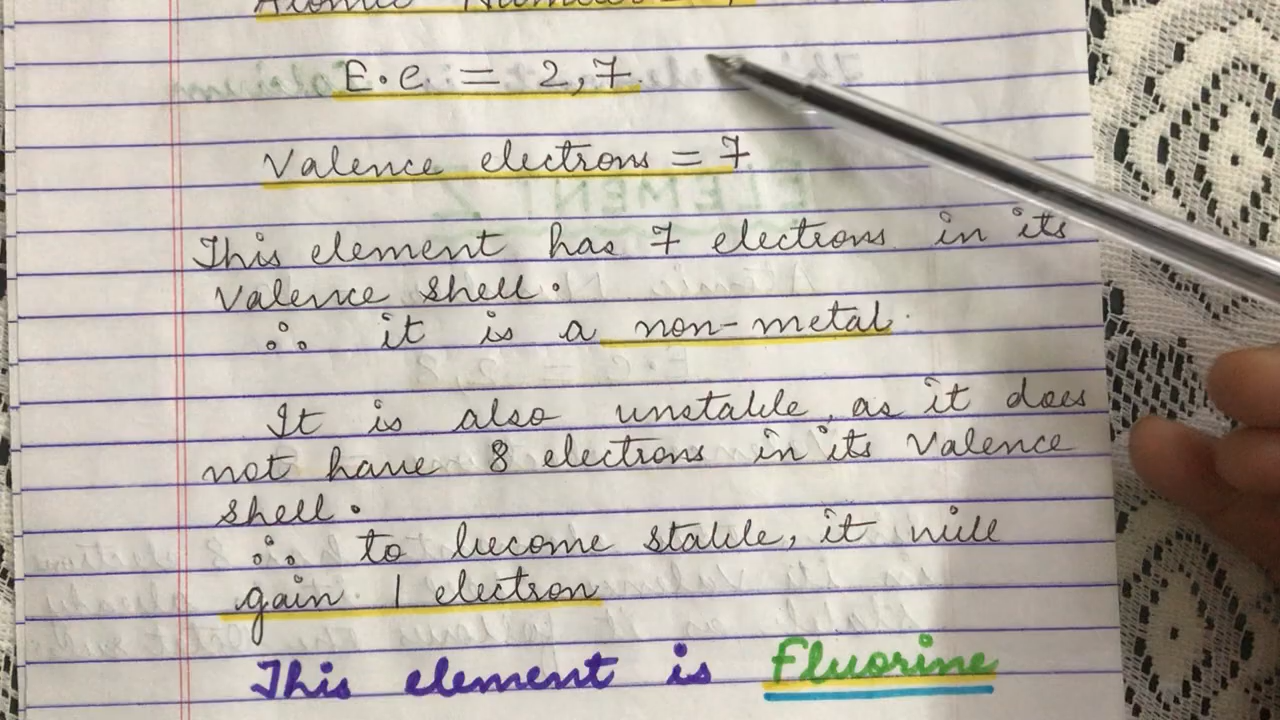 Atomic Number =
E.C. = 2,7.
Valence electrons = 7
This element has 7 electrons in its
valence shell.
∴ it is a non-metal.
It is also unstable, as it does
not have 8 electrons in its valence
shell.
∴ to become stable, it will
gain 1 electron
This element is Fluorine